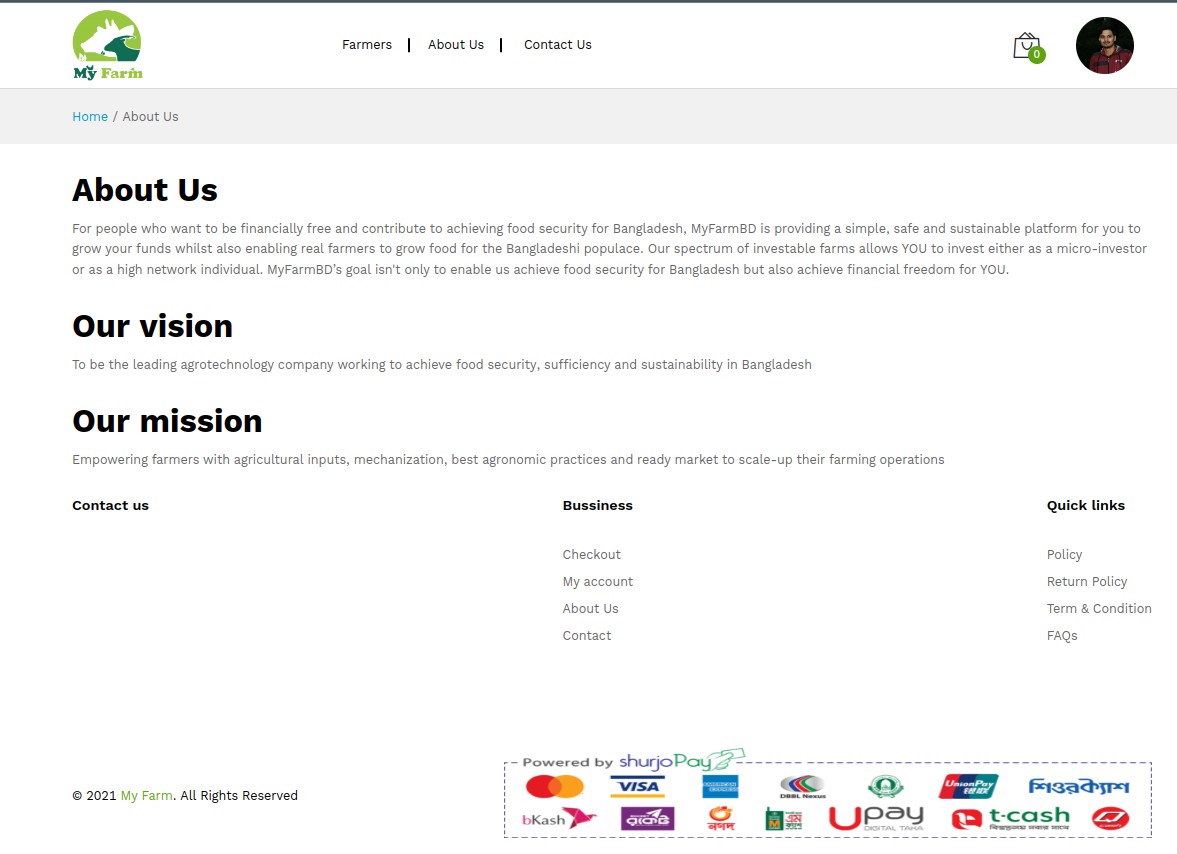 My Farm
Farmers
About Us
Contact Us
0
Home / About Us
About Us
For people who want to be financially free and contribute to achieving food security for Bangladesh, MyFarmBD is providing a simple, safe and sustainable platform for you to
grow your funds whilst also enabling real farmers to grow food for the Bangladeshi populace. Our spectrum of investable farms allows YOU to invest either as a micro-investor
or as a high network individual. MyFarmBD's goal isn't only to enable us achieve food security for Bangladesh but also achieve financial freedom for YOU.
Our vision
To be the leading agrotechnology company working to achieve food security, sufficiency and sustainability in Bangladesh
Our mission
Empowering farmers with agricultural inputs, mechanization, best agronomic practices and ready market to scale-up their farming operations
Contact us
Bussiness
Checkout
My account
About Us
Contact
Quick links
Policy
Return Policy
Term & Condition
FAQs
© 2021 My Farm. All Rights Reserved
Powered by shurjoPay
VISA
AMERICAN EXPRESS
DBBL Nexus
UnionPay
银联
শিওরক্যাশ
bKash
রকেট
নগদ
এম ক্যাশ
Upay
DIGITAL TAKA
t-cash